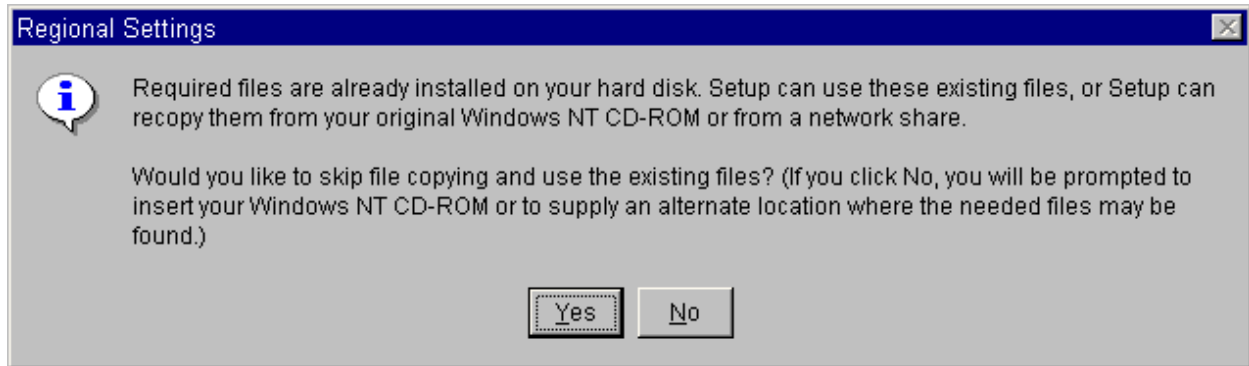 Regional Settings
Required files are already installed on your hard disk. Setup can use these existing files, or Setup can
recopy them from your original Windows NT CD-ROM or from a network share.
Would you like to skip file copying and use the existing files? (If you click No, you will be prompted to
insert your Windows NT CD-ROM or to supply an alternate location where the needed files may be
found.)
Yes
No